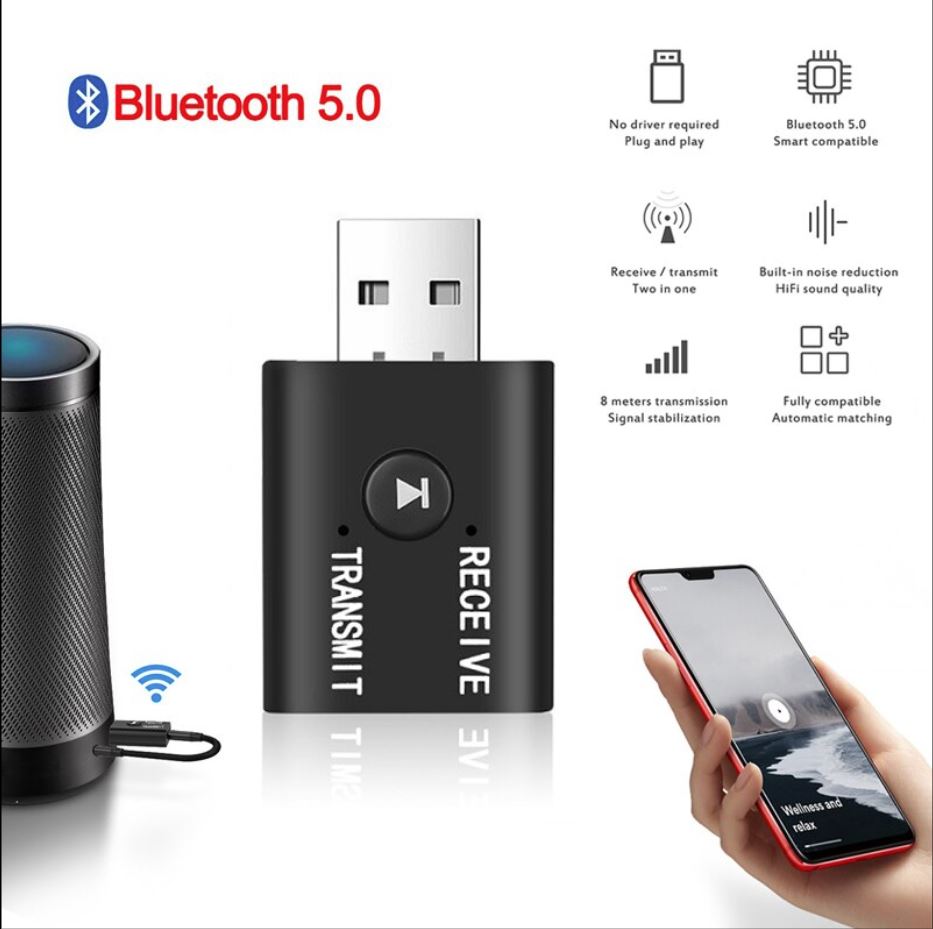 Bluetooth 5.0
No driver required
Plug and play
Bluetooth 5.0
Smart compatible
Receive / transmit
Two in one
Built-in noise reduction
HiFi sound quality
8 meters transmission
Signal stabilization
Fully compatible
Automatic matching
TRANSMIT
RECEIVE
Wellness and
relax